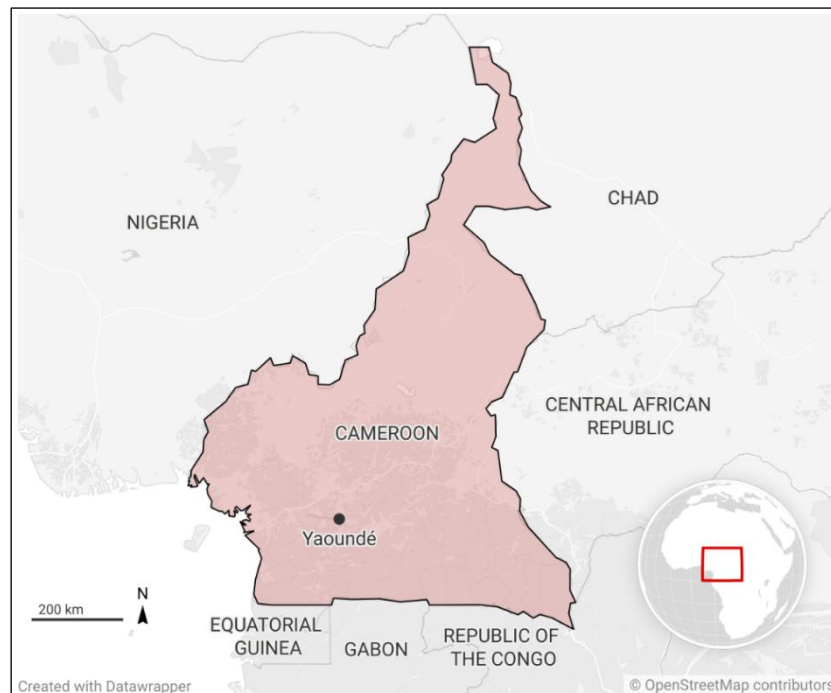 NIGERIA
CHAD
CENTRAL AFRICAN
REPUBLIC
CAMEROON
Yaoundé
200 km
N
EQUATORIAL
GUINEA
GABON
REPUBLIC OF
THE CONGO
Created with Datawrapper
© OpenStreetMap contributors